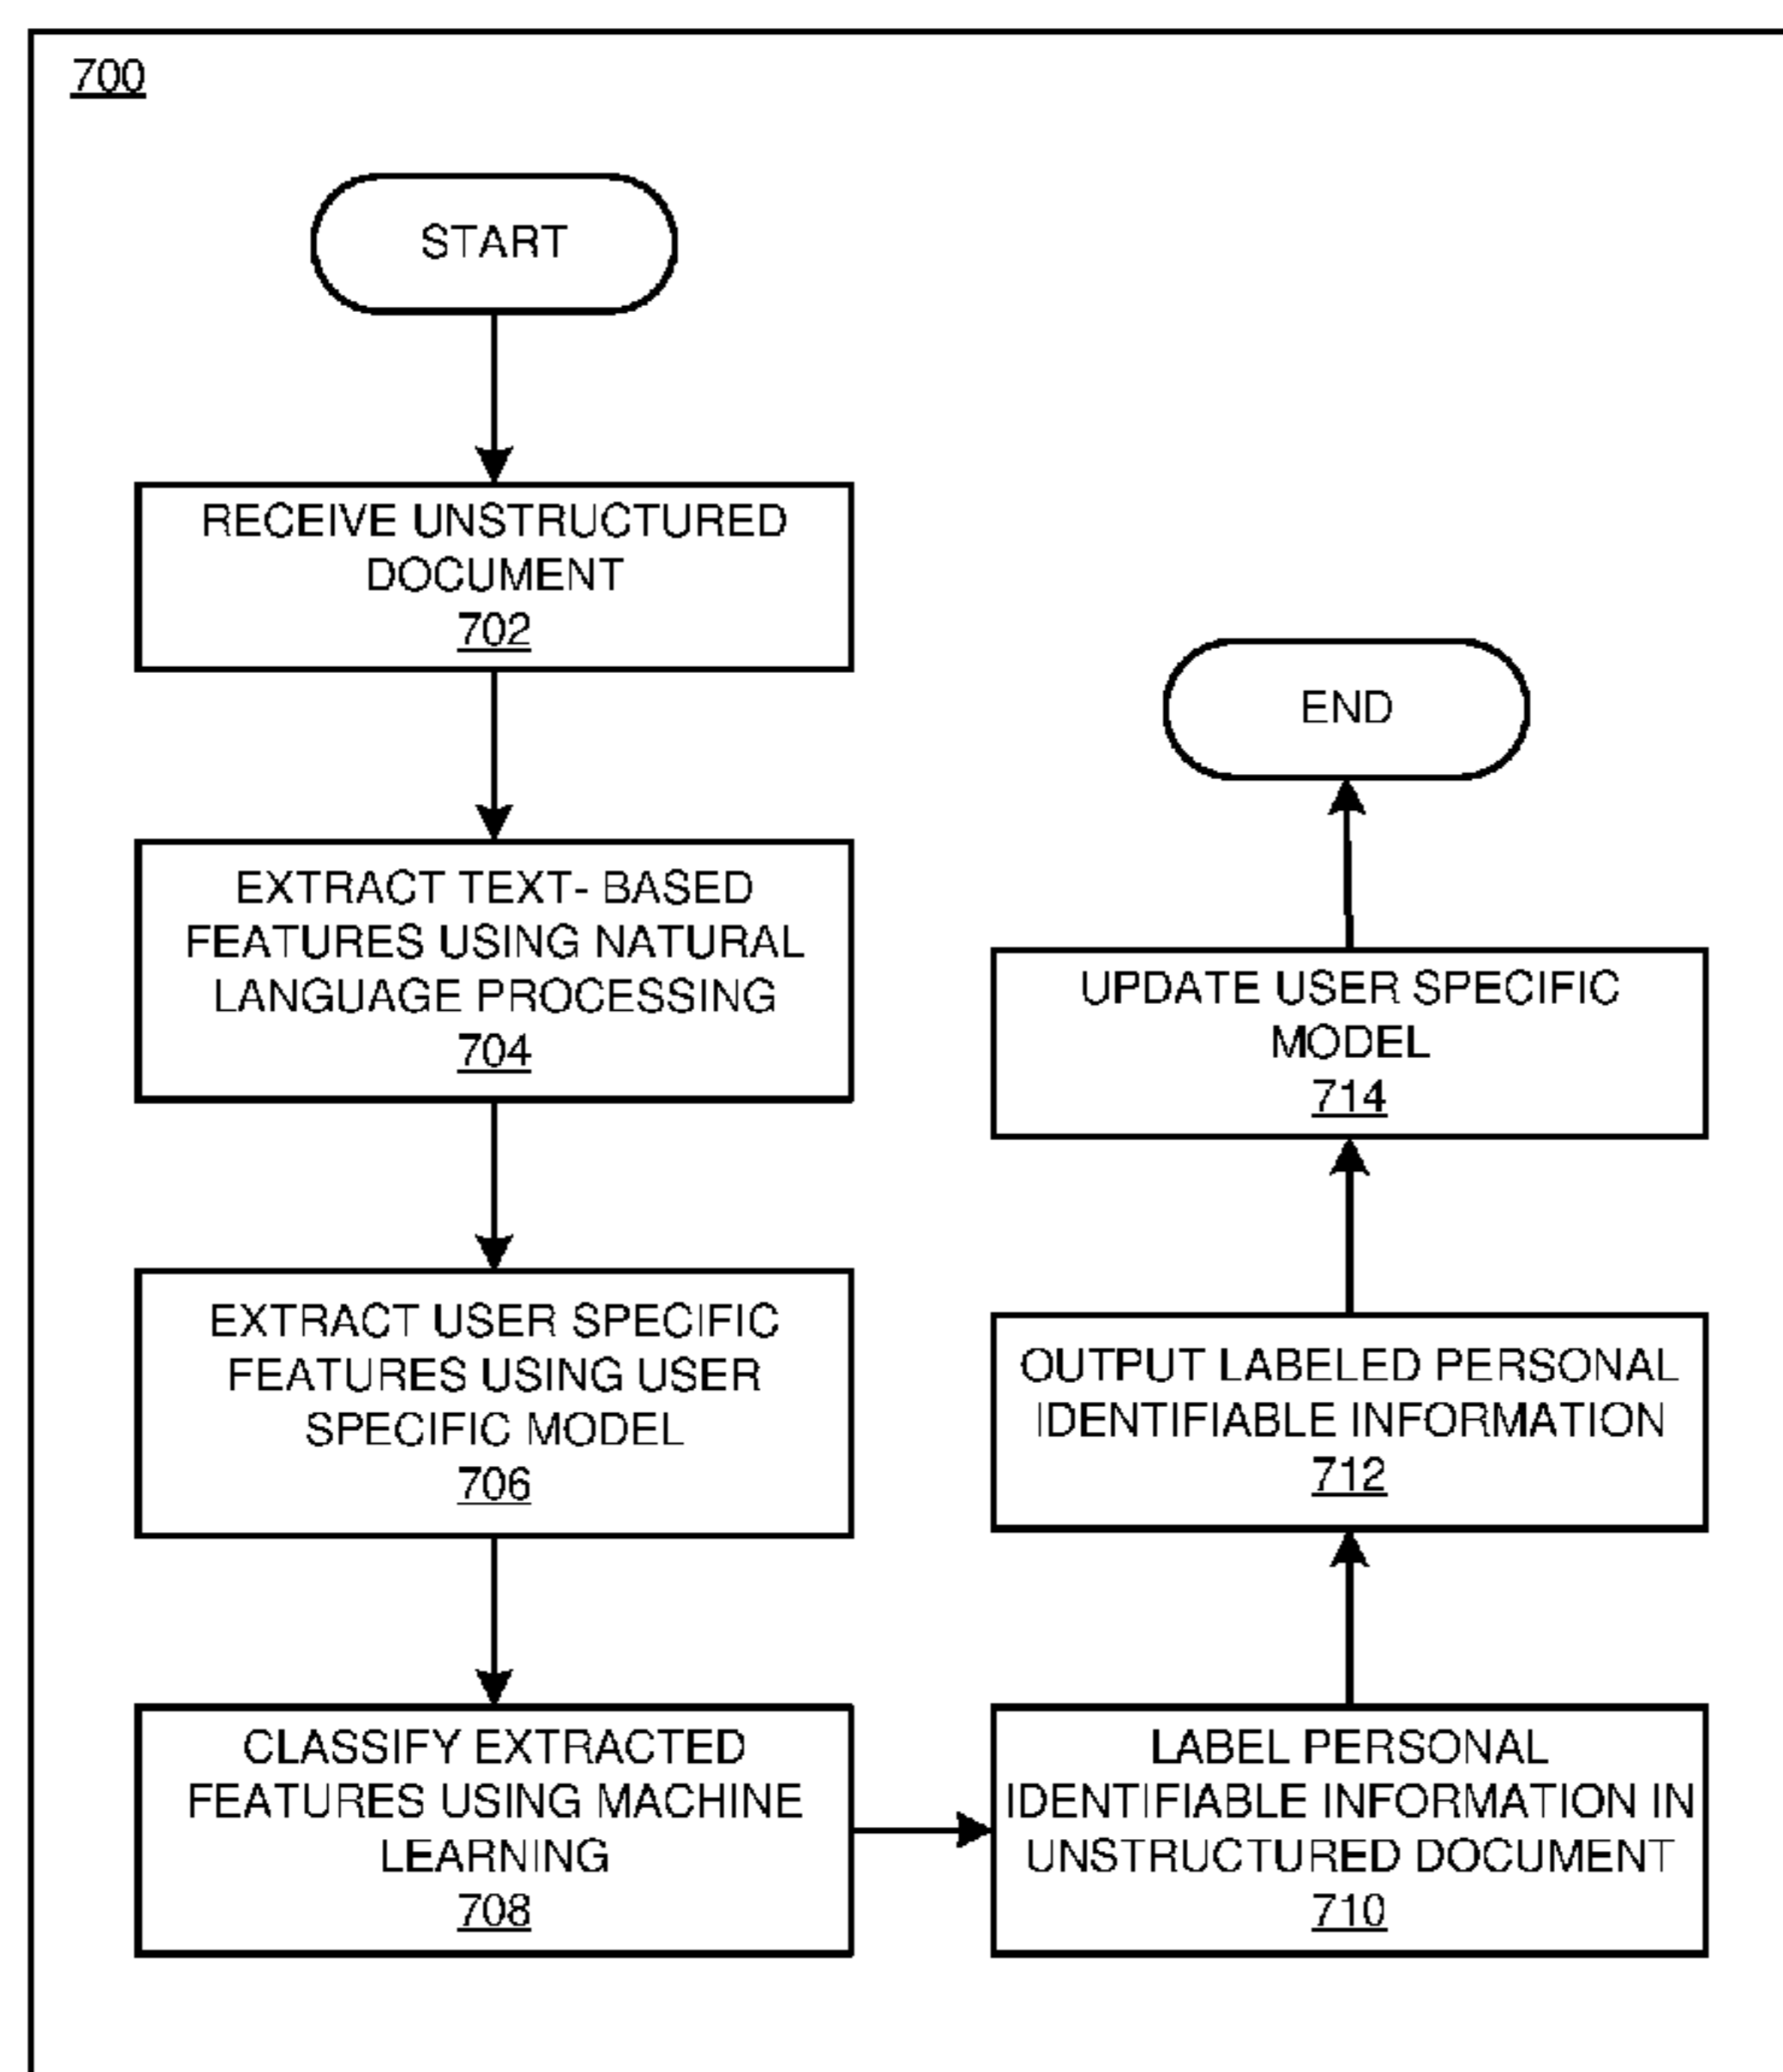 700
START
RECEIVE UNSTRUCTURED
DOCUMENT
702
EXTRACT TEXT- BASED
FEATURES USING NATURAL
LANGUAGE PROCESSING
704
EXTRACT USER SPECIFIC
FEATURES USING USER
SPECIFIC MODEL
706
CLASSIFY EXTRACTED
FEATURES USING MACHINE
LEARNING
708
LABEL PERSONAL
IDENTIFIABLE INFORMATION IN
UNSTRUCTURED DOCUMENT
710
OUTPUT LABELED PERSONAL
IDENTIFIABLE INFORMATION
712
UPDATE USER SPECIFIC
MODEL
714
END